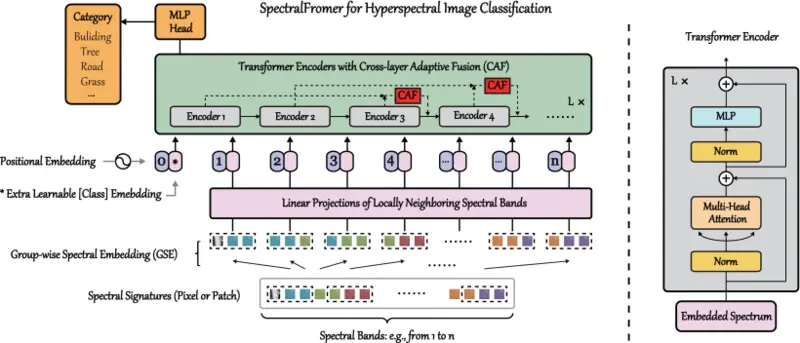 SpectralFromer for Hyperspectral Image Classification
Category
Buliding
Tree
Road
Grass
...
MLP
Head
Transformer Encoders with Cross-layer Adaptive Fusion (CAF)
CAF
CAF
L ×
Encoder 1
Encoder 2
Encoder 3
Encoder 4
......
Positional Embedding
0 *
1
2
3
4
...
...
n
* Extra Learnable [Class] Emebdding
Linear Projections of Locally Neighboring Spectral Bands
Group-wise Spectral Embedding (GSE)
......
......
Spectral Signatures (Pixel or Patch)
......
Spectral Bands: e.g., from 1 to n
Transformer Encoder
L ×
+
MLP
Norm
+
Multi-Head
Attention
Norm
Embedded Spectrum